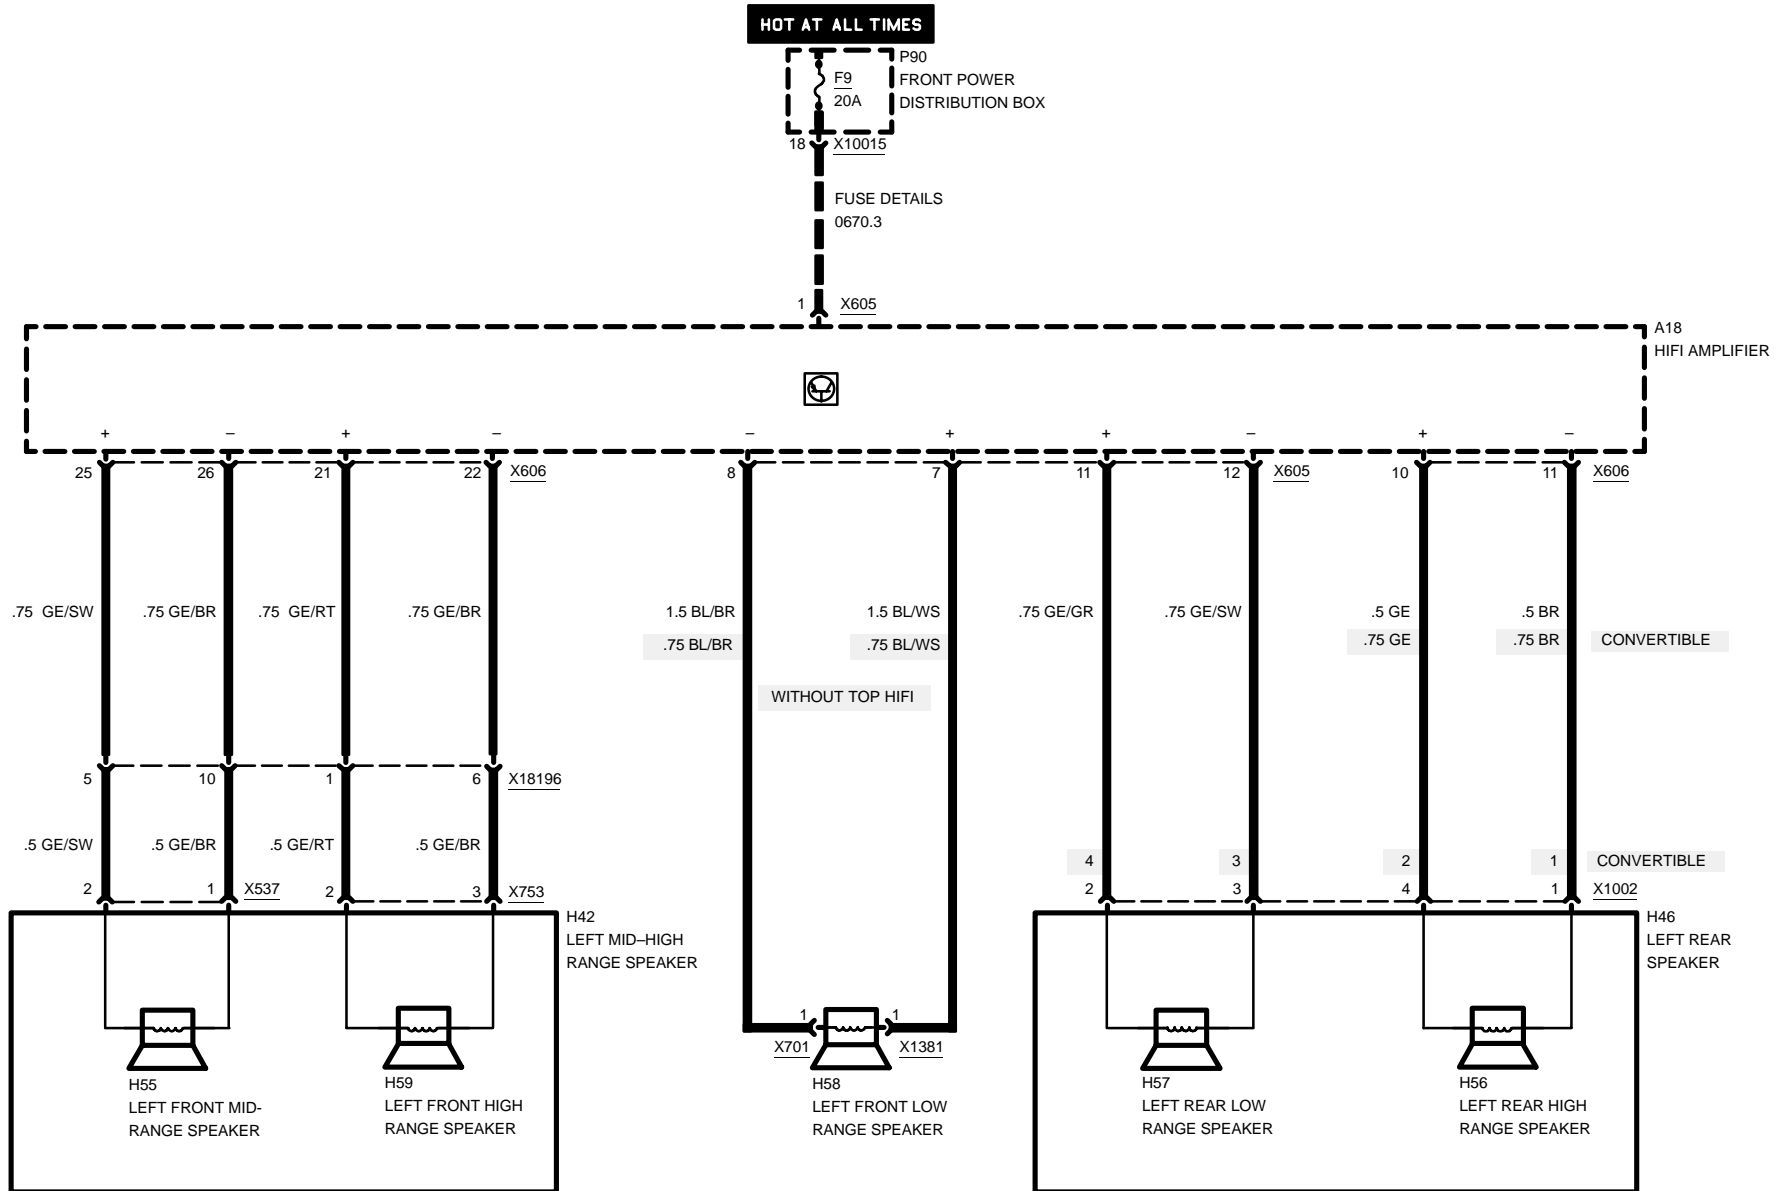 HOT AT ALL TIMES
P90
FRONT POWER
DISTRIBUTION BOX
F9
20A
18 X10015
FUSE DETAILS
0670.3
1 X605
A18
HIFI AMPLIFIER
+ – + – – + + – + –
25 26 21 22 X606 8 7 11 12 X605 10 11 X606
.75 GE/SW .75 GE/BR .75 GE/RT .75 GE/BR 1.5 BL/BR 1.5 BL/WS .75 GE/GR .75 GE/SW .5 GE .5 BR
.75 BL/BR .75 BL/WS .75 GE .75 BR CONVERTIBLE
WITHOUT TOP HIFI
5 10 1 6 X18196
.5 GE/SW .5 GE/BR .5 GE/RT .5 GE/BR
4 3 2 1 CONVERTIBLE
2 1 X537 2 3 X753 2 3 4 1 X1002
H42
LEFT MID–HIGH
RANGE SPEAKER
H46
LEFT REAR
SPEAKER
1 1
X701 X1381
H55
LEFT FRONT MID-
RANGE SPEAKER
H59
LEFT FRONT HIGH
RANGE SPEAKER
H58
LEFT FRONT LOW
RANGE SPEAKER
H57
LEFT REAR LOW
RANGE SPEAKER
H56
LEFT REAR HIGH
RANGE SPEAKER